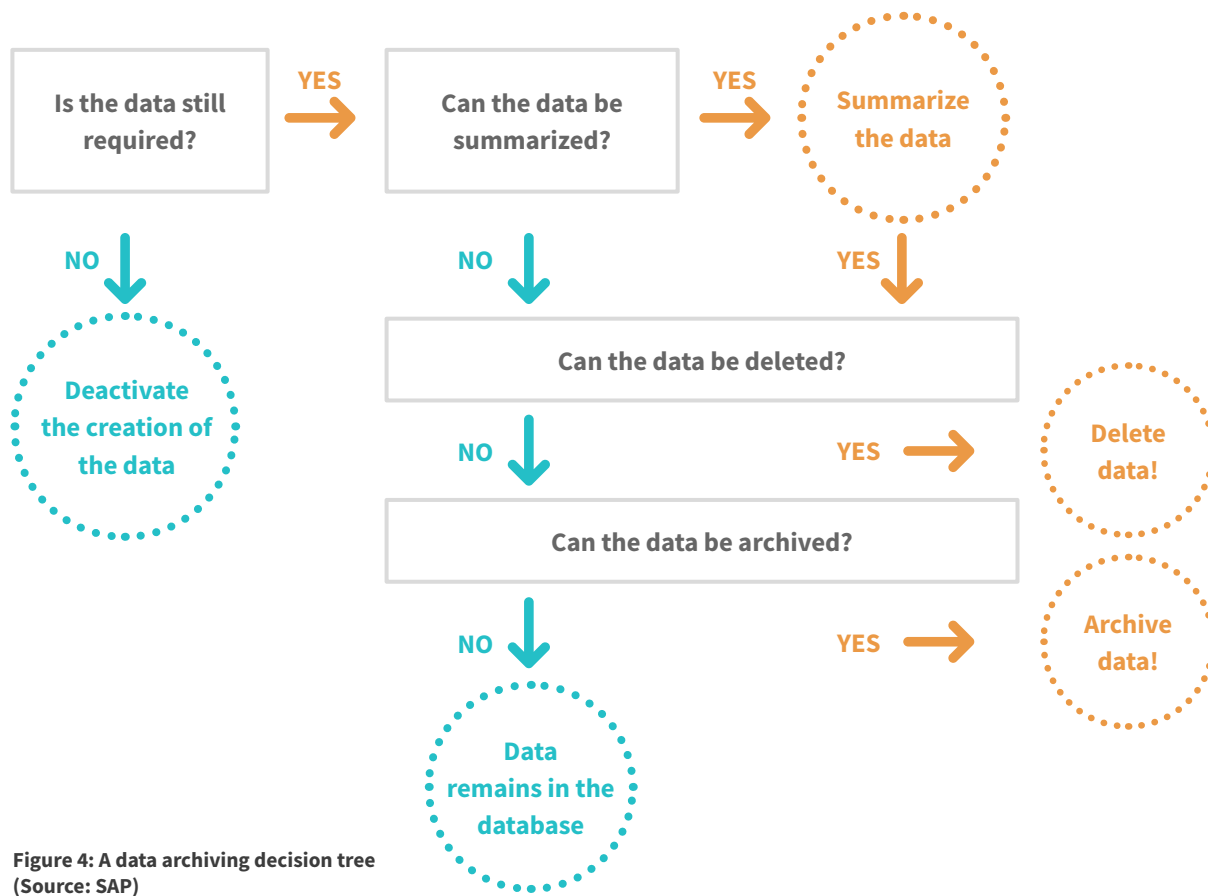 Is the data still
required?
YES
Can the data be
summarized?
YES
Summarize
the data
NO
NO
YES
Deactivate
the creation of
the data
Can the data be deleted?
NO
YES
Delete
data!
Can the data be archived?
NO
YES
Archive
data!
Data
remains in the
database
Figure 4: A data archiving decision tree
(Source: SAP)